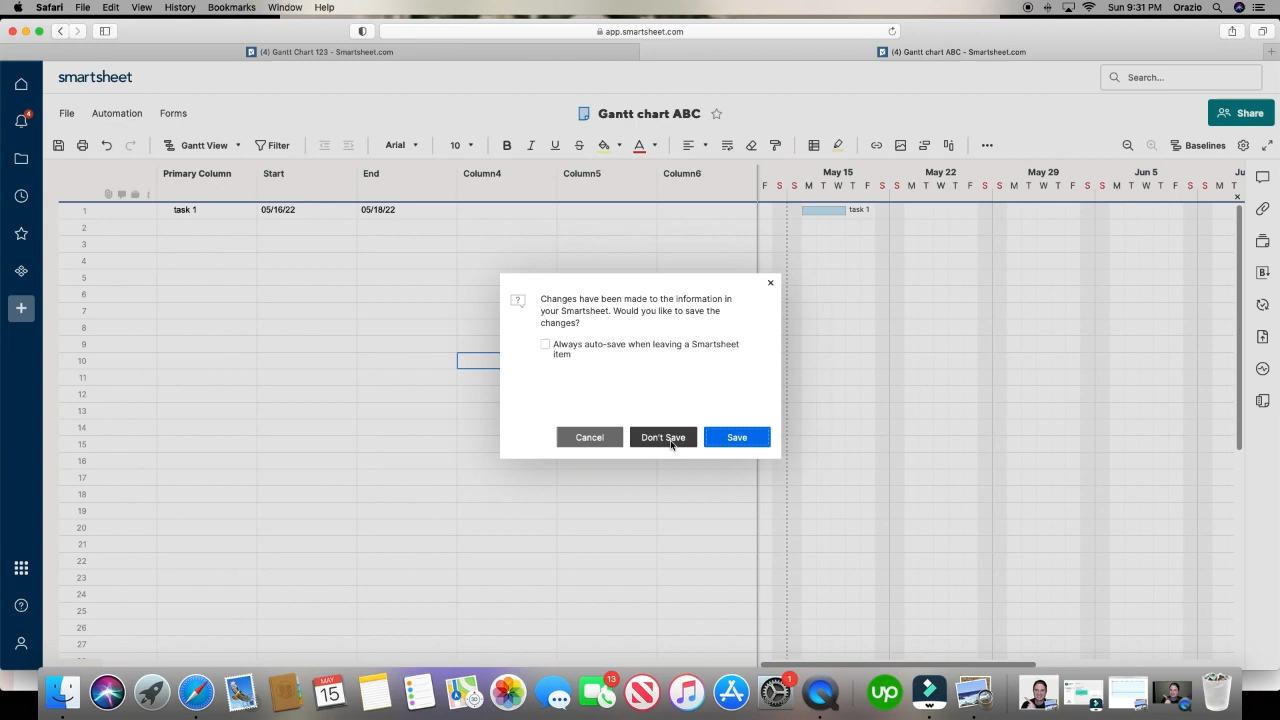 Safari File Edit View History Bookmarks Window Help Sun 9:31 PM Orazio
app.smartsheet.com
(4) Gantt Chart 123 - Smartsheet.com (4) Gantt chart ABC - Smartsheet.com
smartsheet Search...
4
File Automation Forms Gantt chart ABC Share
Gantt View Filter Arial 10 B I U S A Baselines
Primary Column Start End Column4 Column5 Column6 May 15 May 22 May 29 Jun 5 Ju
F S S M T W T F S S M T W T F S S M T W T F S S M T W T F S S M T
1 task 1 05/16/22 05/18/22 task 1
2
3
4
5
6
7
8
9
10
11
12
13
14
15
16
17
18
19
20
21
22
23
24
25
26
27
Changes have been made to the information in
your Smartsheet. Would you like to save the
changes?
Always auto-save when leaving a Smartsheet
item
Cancel Don't Save Save
MAY
15
13
1
up